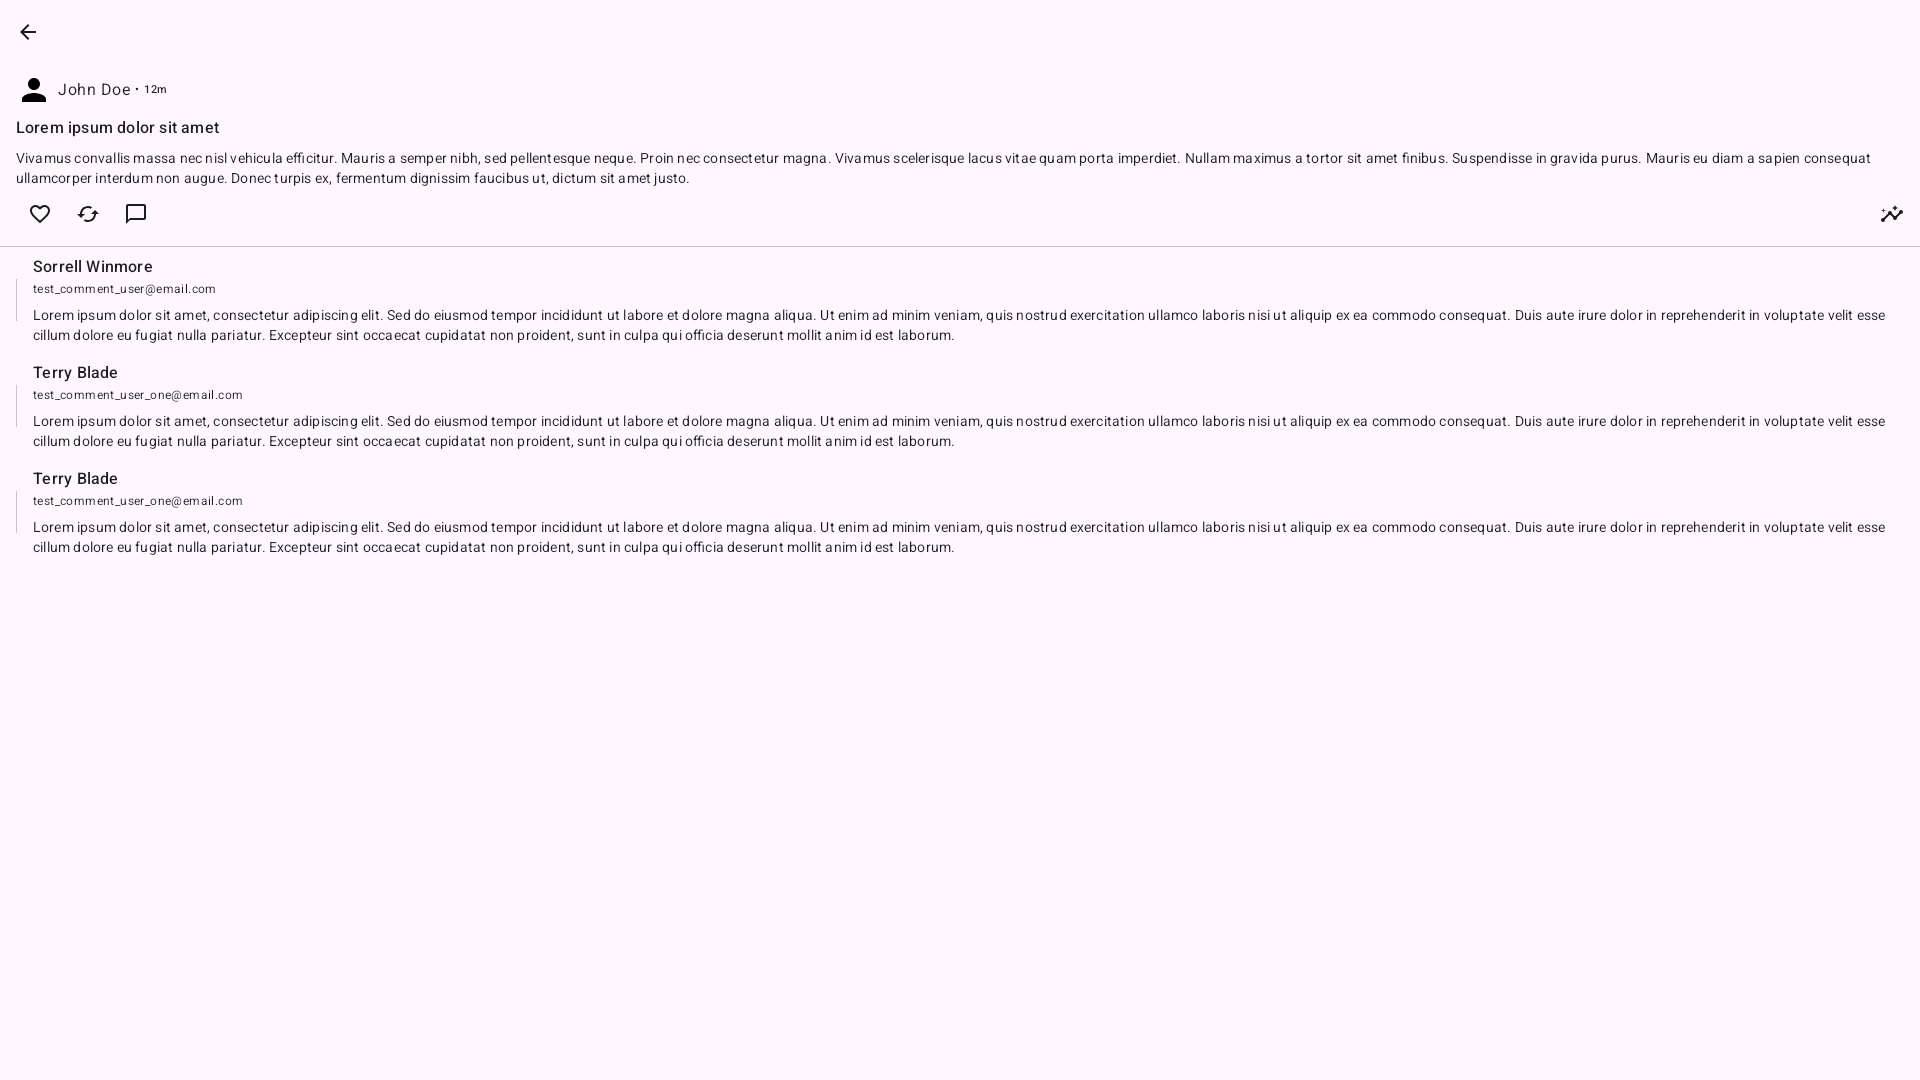 John Doe • 12m
Lorem ipsum dolor sit amet
Vivamus convallis massa nec nisl vehicula efficitur. Mauris a semper nibh, sed pellentesque neque. Proin nec consectetur magna. Vivamus scelerisque lacus vitae quam porta imperdiet. Nullam maximus a tortor sit amet finibus. Suspendisse in gravida purus. Mauris eu diam a sapien consequat
ullamcorper interdum non augue. Donec turpis ex, fermentum dignissim faucibus ut, dictum sit amet justo.
Sorrell Winmore
test_comment_user@email.com
Lorem ipsum dolor sit amet, consectetur adipiscing elit. Sed do eiusmod tempor incididunt ut labore et dolore magna aliqua. Ut enim ad minim veniam, quis nostrud exercitation ullamco laboris nisi ut aliquip ex ea commodo consequat. Duis aute irure dolor in reprehenderit in voluptate velit esse
cillum dolore eu fugiat nulla pariatur. Excepteur sint occaecat cupidatat non proident, sunt in culpa qui officia deserunt mollit anim id est laborum.
Terry Blade
test_comment_user_one@email.com
Lorem ipsum dolor sit amet, consectetur adipiscing elit. Sed do eiusmod tempor incididunt ut labore et dolore magna aliqua. Ut enim ad minim veniam, quis nostrud exercitation ullamco laboris nisi ut aliquip ex ea commodo consequat. Duis aute irure dolor in reprehenderit in voluptate velit esse
cillum dolore eu fugiat nulla pariatur. Excepteur sint occaecat cupidatat non proident, sunt in culpa qui officia deserunt mollit anim id est laborum.
Terry Blade
test_comment_user_one@email.com
Lorem ipsum dolor sit amet, consectetur adipiscing elit. Sed do eiusmod tempor incididunt ut labore et dolore magna aliqua. Ut enim ad minim veniam, quis nostrud exercitation ullamco laboris nisi ut aliquip ex ea commodo consequat. Duis aute irure dolor in reprehenderit in voluptate velit esse
cillum dolore eu fugiat nulla pariatur. Excepteur sint occaecat cupidatat non proident, sunt in culpa qui officia deserunt mollit anim id est laborum.